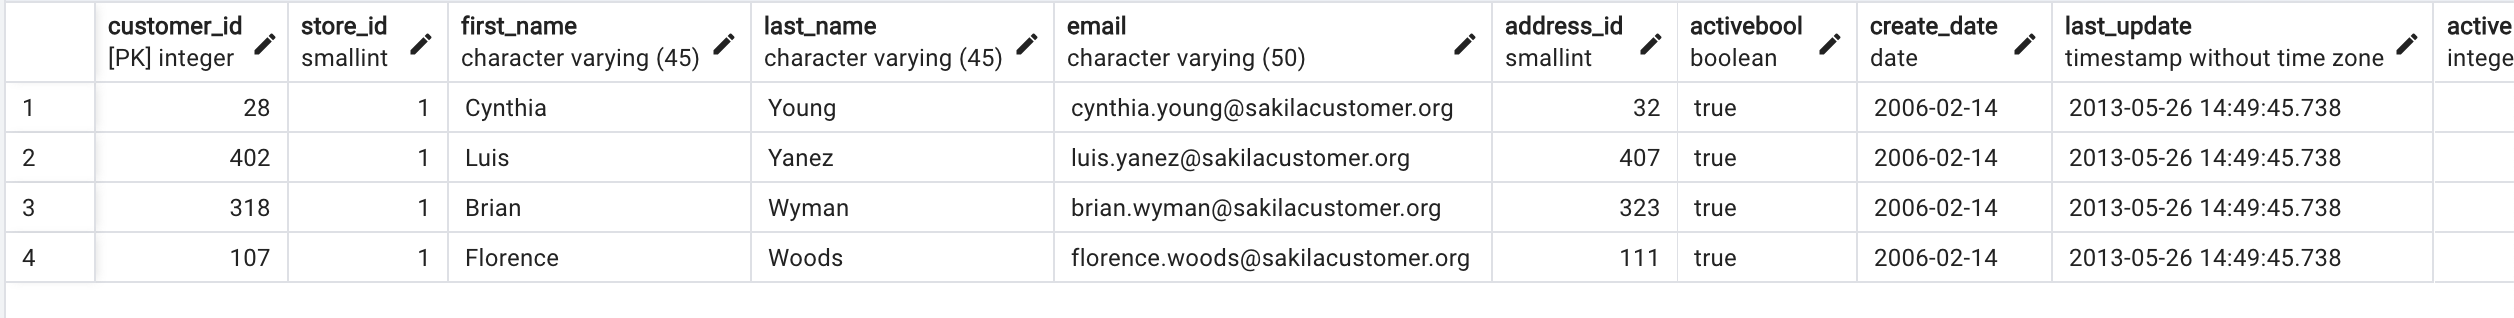 customer_id store_id first_name last_name email address_id activebool create_date last_update active
[PK] integer smallint character varying (45) character varying (45) character varying (50) smallint boolean date timestamp without time zone intege
1 28 1 Cynthia Young cynthia.young@sakilacustomer.org 32 true 2006-02-14 2013-05-26 14:49:45.738
2 402 1 Luis Yanez luis.yanez@sakilacustomer.org 407 true 2006-02-14 2013-05-26 14:49:45.738
3 318 1 Brian Wyman brian.wyman@sakilacustomer.org 323 true 2006-02-14 2013-05-26 14:49:45.738
4 107 1 Florence Woods florence.woods@sakilacustomer.org 111 true 2006-02-14 2013-05-26 14:49:45.738